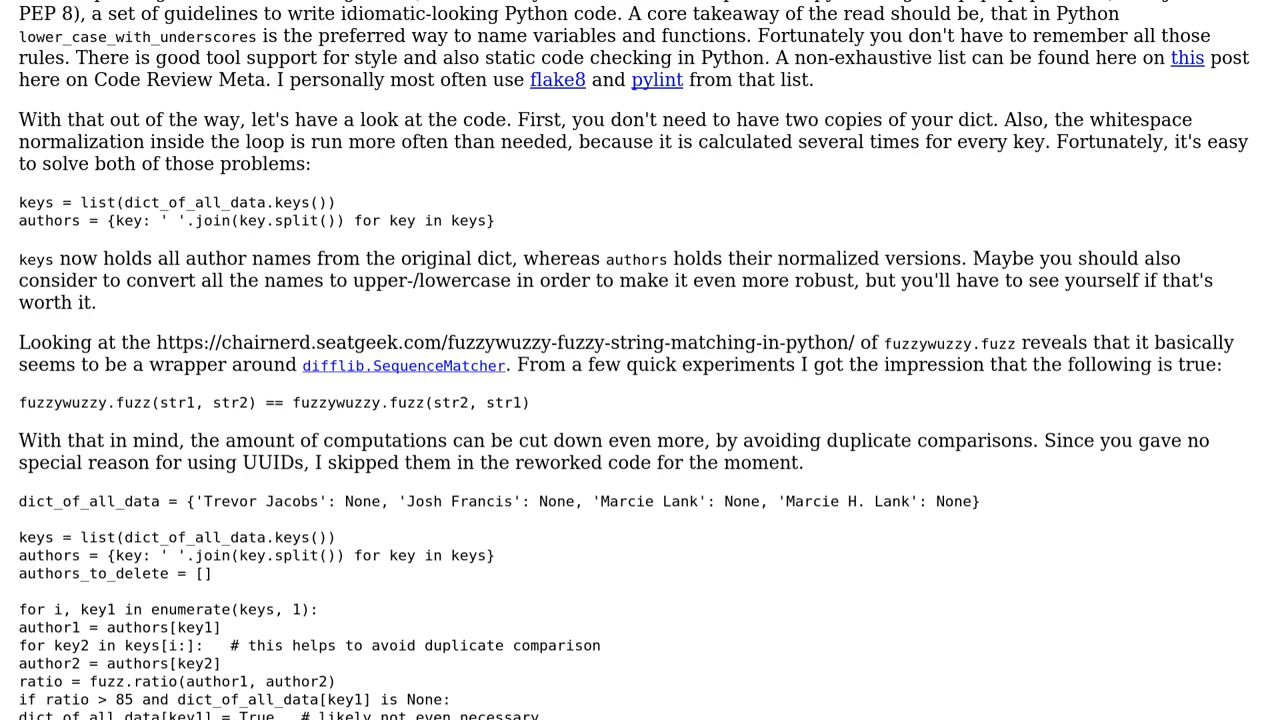 PEP 8), a set of guidelines to write idiomatic-looking Python code. A core takeaway of the read should be, that in Python
lower_case_with_underscores is the preferred way to name variables and functions. Fortunately you don't have to remember all those
rules. There is good tool support for style and also static code checking in Python. A non-exhaustive list can be found here on this post
here on Code Review Meta. I personally most often use flake8 and pylint from that list.
With that out of the way, let's have a look at the code. First, you don't need to have two copies of your dict. Also, the whitespace
normalization inside the loop is run more often than needed, because it is calculated several times for every key. Fortunately, it's easy
to solve both of those problems:
keys = list(dict_of_all_data.keys())
authors = {key: ' '.join(key.split()) for key in keys}
keys now holds all author names from the original dict, whereas authors holds their normalized versions. Maybe you should also
consider to convert all the names to upper-/lowercase in order to make it even more robust, but you'll have to see yourself if that's
worth it.
Looking at the https://chairnerd.seatgeek.com/fuzzywuzzy-fuzzy-string-matching-in-python/ of fuzzywuzzy.fuzz reveals that it basically
seems to be a wrapper around difflib.SequenceMatcher. From a few quick experiments I got the impression that the following is true:
fuzzywuzzy.fuzz(str1, str2) == fuzzywuzzy.fuzz(str2, str1)
With that in mind, the amount of computations can be cut down even more, by avoiding duplicate comparisons. Since you gave no
special reason for using UUIDs, I skipped them in the reworked code for the moment.
dict_of_all_data = {'Trevor Jacobs': None, 'Josh Francis': None, 'Marcie Lank': None, 'Marcie H. Lank': None}
keys = list(dict_of_all_data.keys())
authors = {key: ' '.join(key.split()) for key in keys}
authors_to_delete = []
for i, key1 in enumerate(keys, 1):
author1 = authors[key1]
for key2 in keys[i:]:   # this helps to avoid duplicate comparison
author2 = authors[key2]
ratio = fuzz.ratio(author1, author2)
if ratio > 85 and dict_of_all_data[key1] is None:
dict_of_all_data[key1] = True   # likely not even necessary